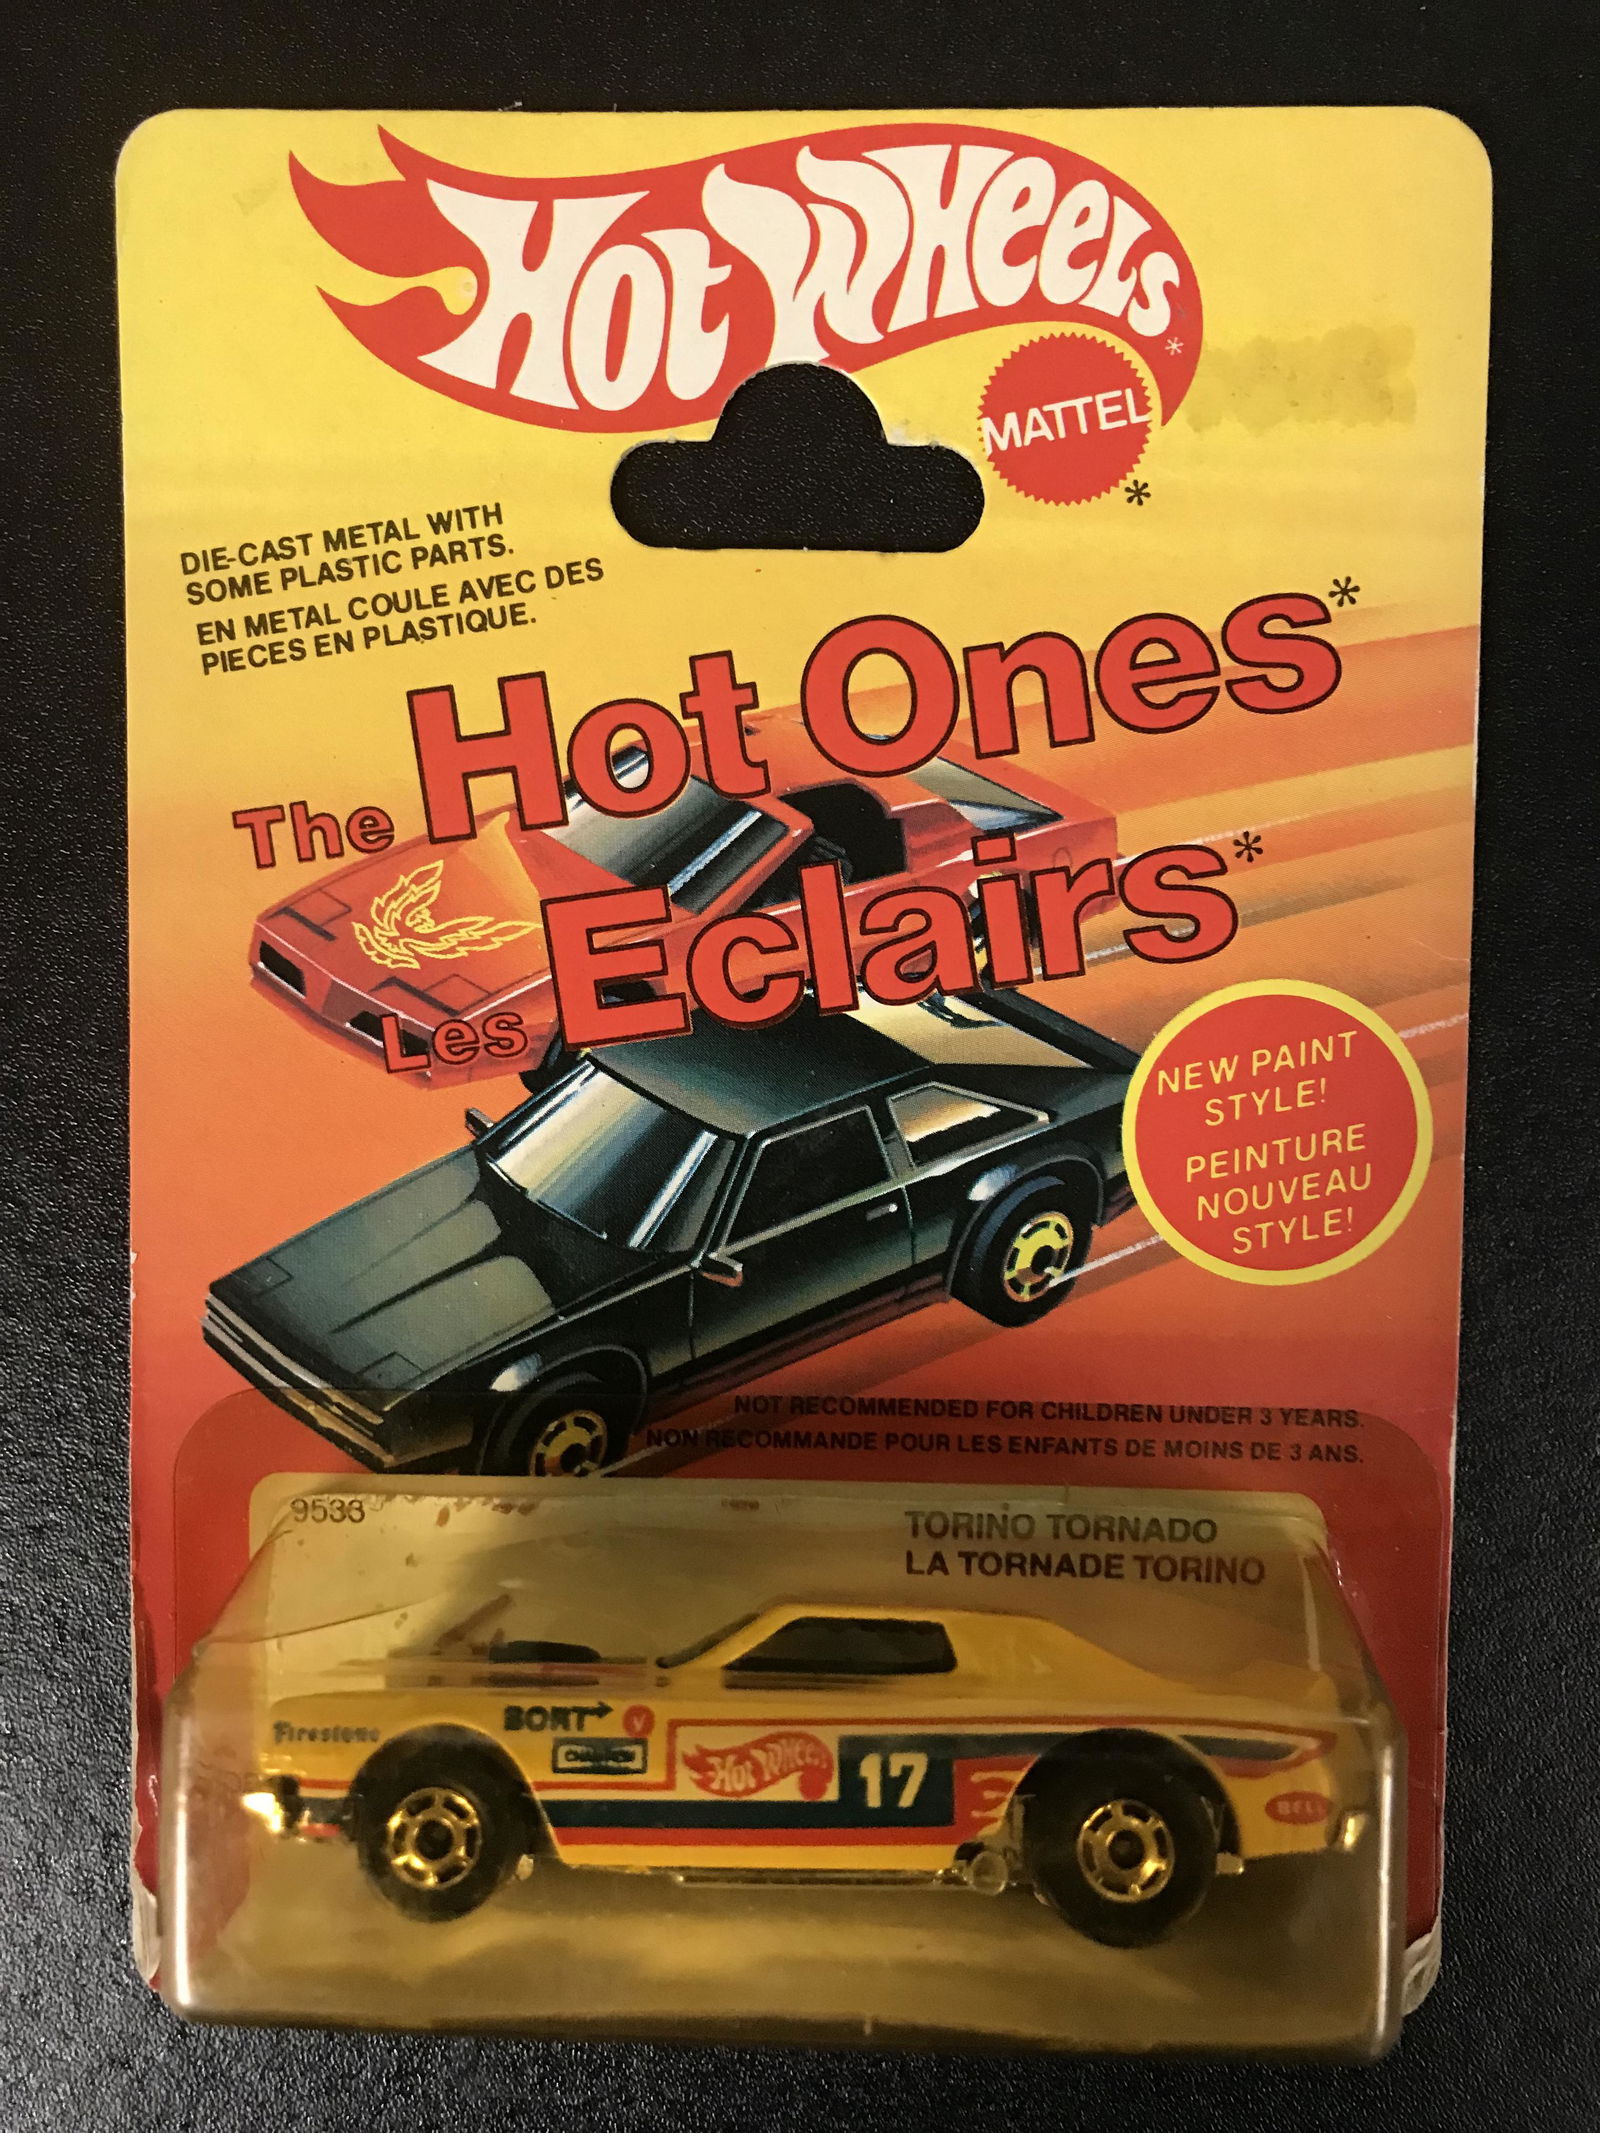 HOT WHEELS*
MATTEL*
DIE-CAST METAL WITH
SOME PLASTIC PARTS.
EN METAL COULE AVEC DES
PIECES EN PLASTIQUE.
The Hot Ones*
Les Eclairs*
NEW PAINT
STYLE!
PEINTURE
NOUVEAU
STYLE!
NOT RECOMMENDED FOR CHILDREN UNDER 3 YEARS.
NON RECOMMANDE POUR LES ENFANTS DE MOINS DE 3 ANS.
TORINO TORNADO
LA TORNADE TORINO
Firestone
V
HOT WHEELS
17
BELL